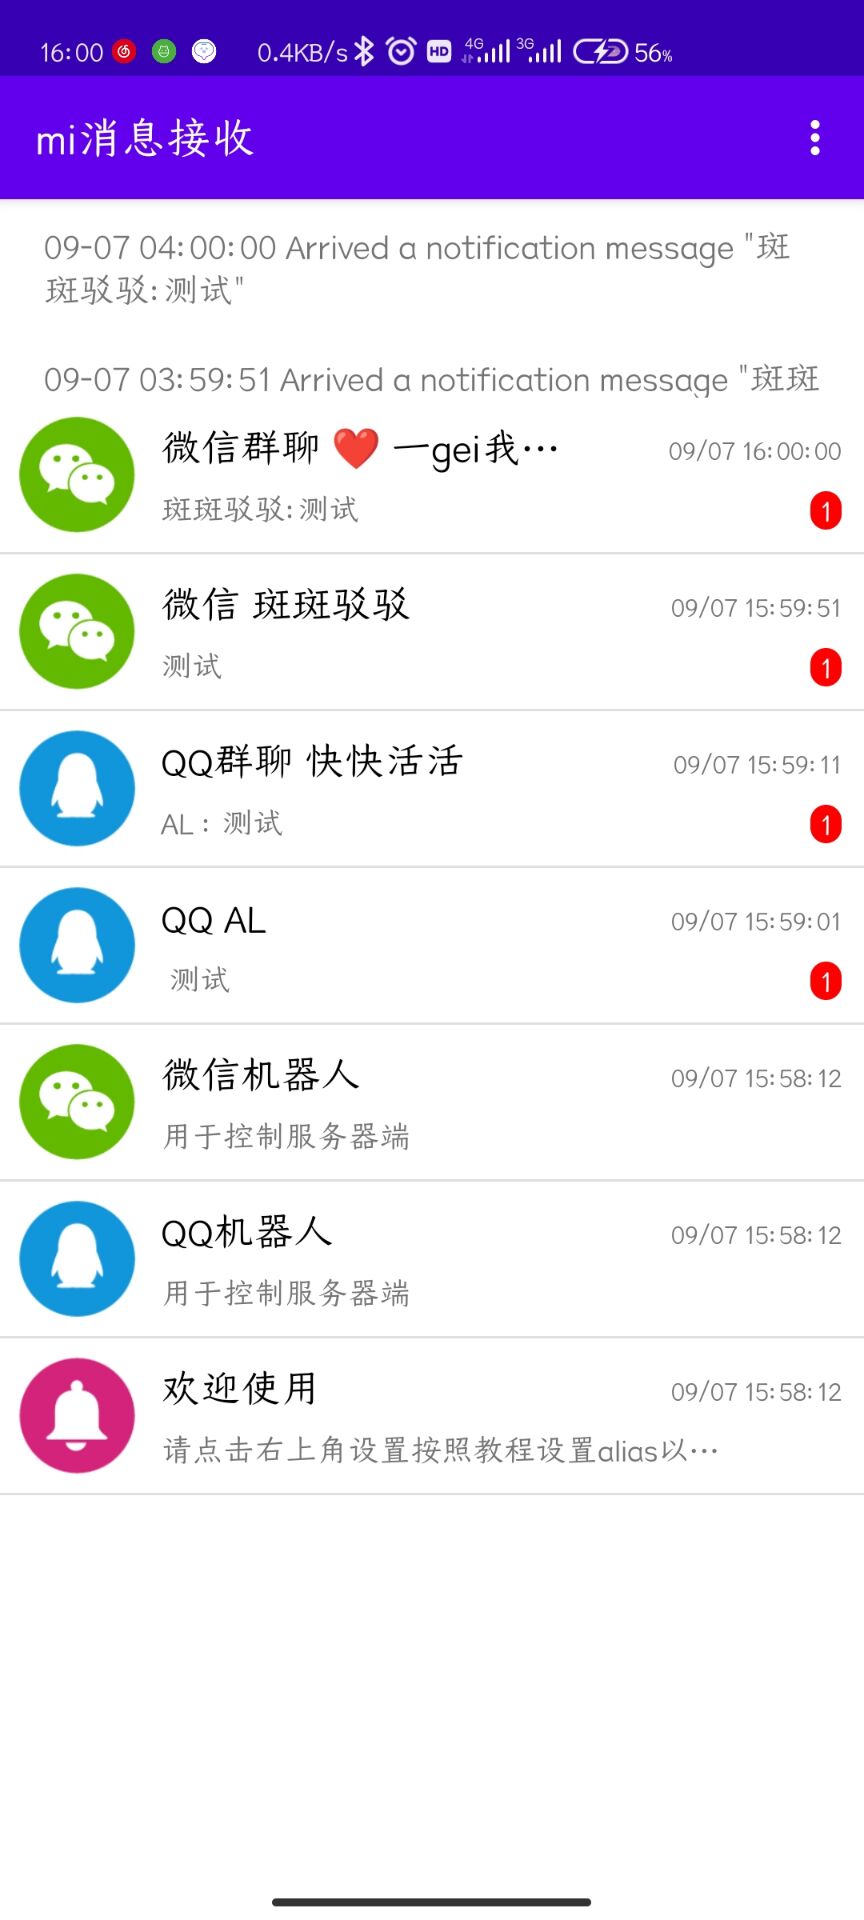 16:00 0.4KB/s HD 4G 3G 56%
mi消息接收
09-07 04:00:00 Arrived a notification message "斑
斑驳驳:测试"
09-07 03:59:51 Arrived a notification message "斑斑
微信群聊 ❤️ 一gei我… 09/07 16:00:00
斑斑驳驳:测试 1
微信 斑斑驳驳 09/07 15:59:51
测试 1
QQ群聊 快快活活 09/07 15:59:11
AL : 测试 1
QQ AL 09/07 15:59:01
测试 1
微信机器人 09/07 15:58:12
用于控制服务器端
QQ机器人 09/07 15:58:12
用于控制服务器端
欢迎使用 09/07 15:58:12
请点击右上角设置按照教程设置alias以…